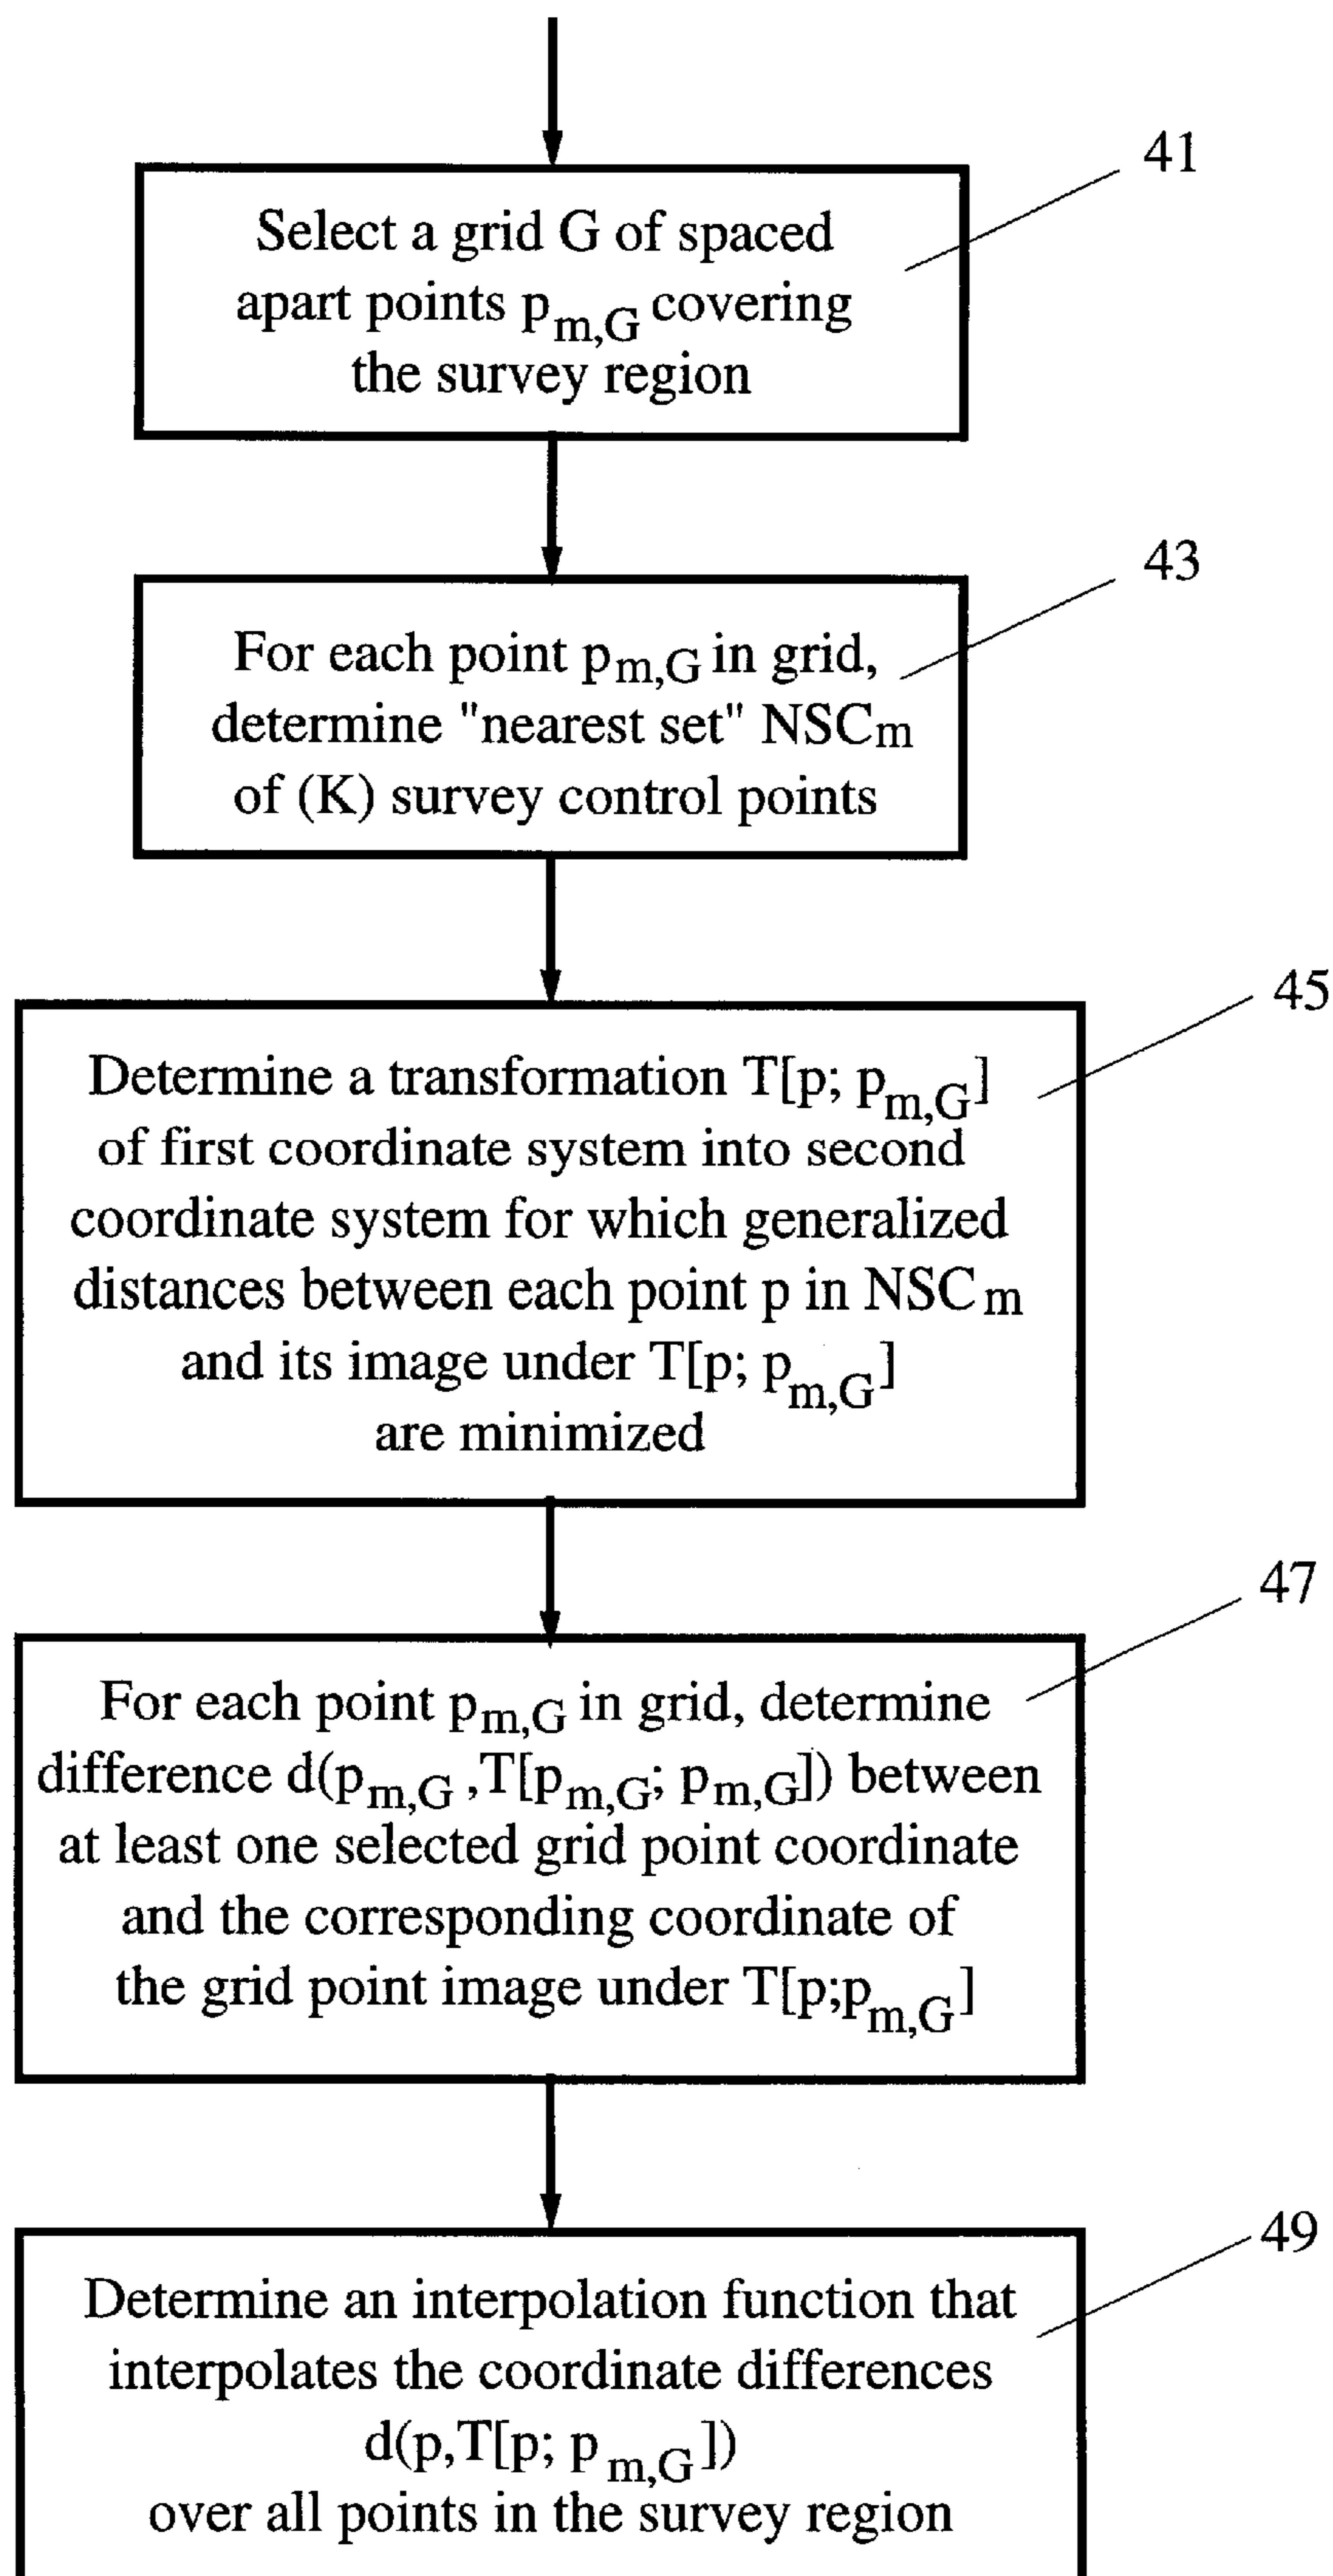 41
Select a grid G of spaced
apart points pm,G covering
the survey region
43
For each point pm,G in grid,
determine "nearest set" NSCm
of (K) survey control points
45
Determine a transformation T[p; pm,G]
of first coordinate system into second
coordinate system for which generalized
distances between each point p in NSCm
and its image under T[p; pm,G]
are minimized
47
For each point pm,G in grid, determine
difference d(pm,G ,T[pm,G; pm,G]) between
at least one selected grid point coordinate
and the corresponding coordinate of
the grid point image under T[p;pm,G]
49
Determine an interpolation function that
interpolates the coordinate differences
d(p,T[p; pm,G])
over all points in the survey region